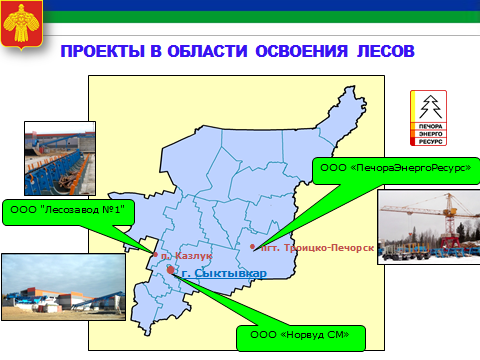 ПРОЕКТЫ В ОБЛАСТИ ОСВОЕНИЯ ЛЕСОВ
ПЕЧОРА
ЭНЕРГО
РЕСУРС
ООО «ПечораЭнергоРесурс»
ООО "Лесозавод №1"
пгт. Троицко-Печорск
п. Казлук
г. Сыктывкар
ООО «Норвуд СМ»